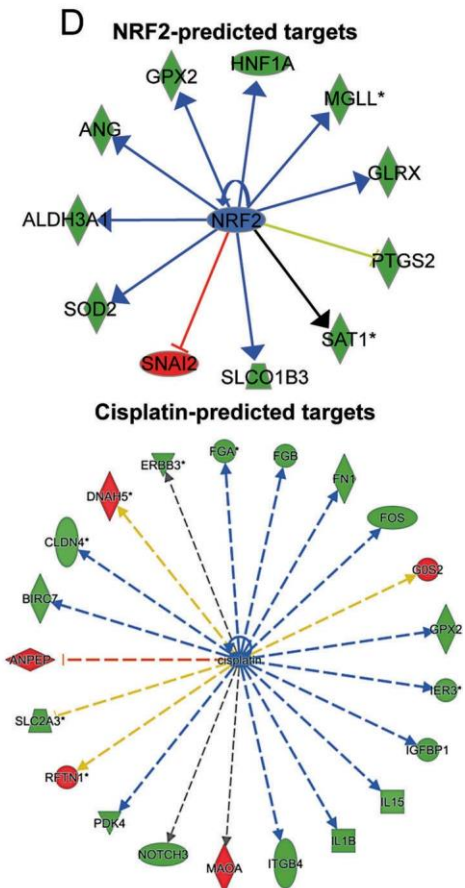 D
NRF2-predicted targets
HNF1A
GPX2
MGLL*
ANG
GLRX
ALDH3A1
NRF2
PTGS2
SOD2
SAT1*
SNAI2
SLCO1B3
Cisplatin-predicted targets
FGA*
FGB
ERBB3*
FN1
DNAH5*
FOS
CLDN4*
G0S2
BIRC7
GPX2
ANPEP
cisplatin
IER3*
SLC2A3*
IGFBP1
RFTN1*
IL15
PDK4
IL1B
NOTCH3
MAOA
ITGB4